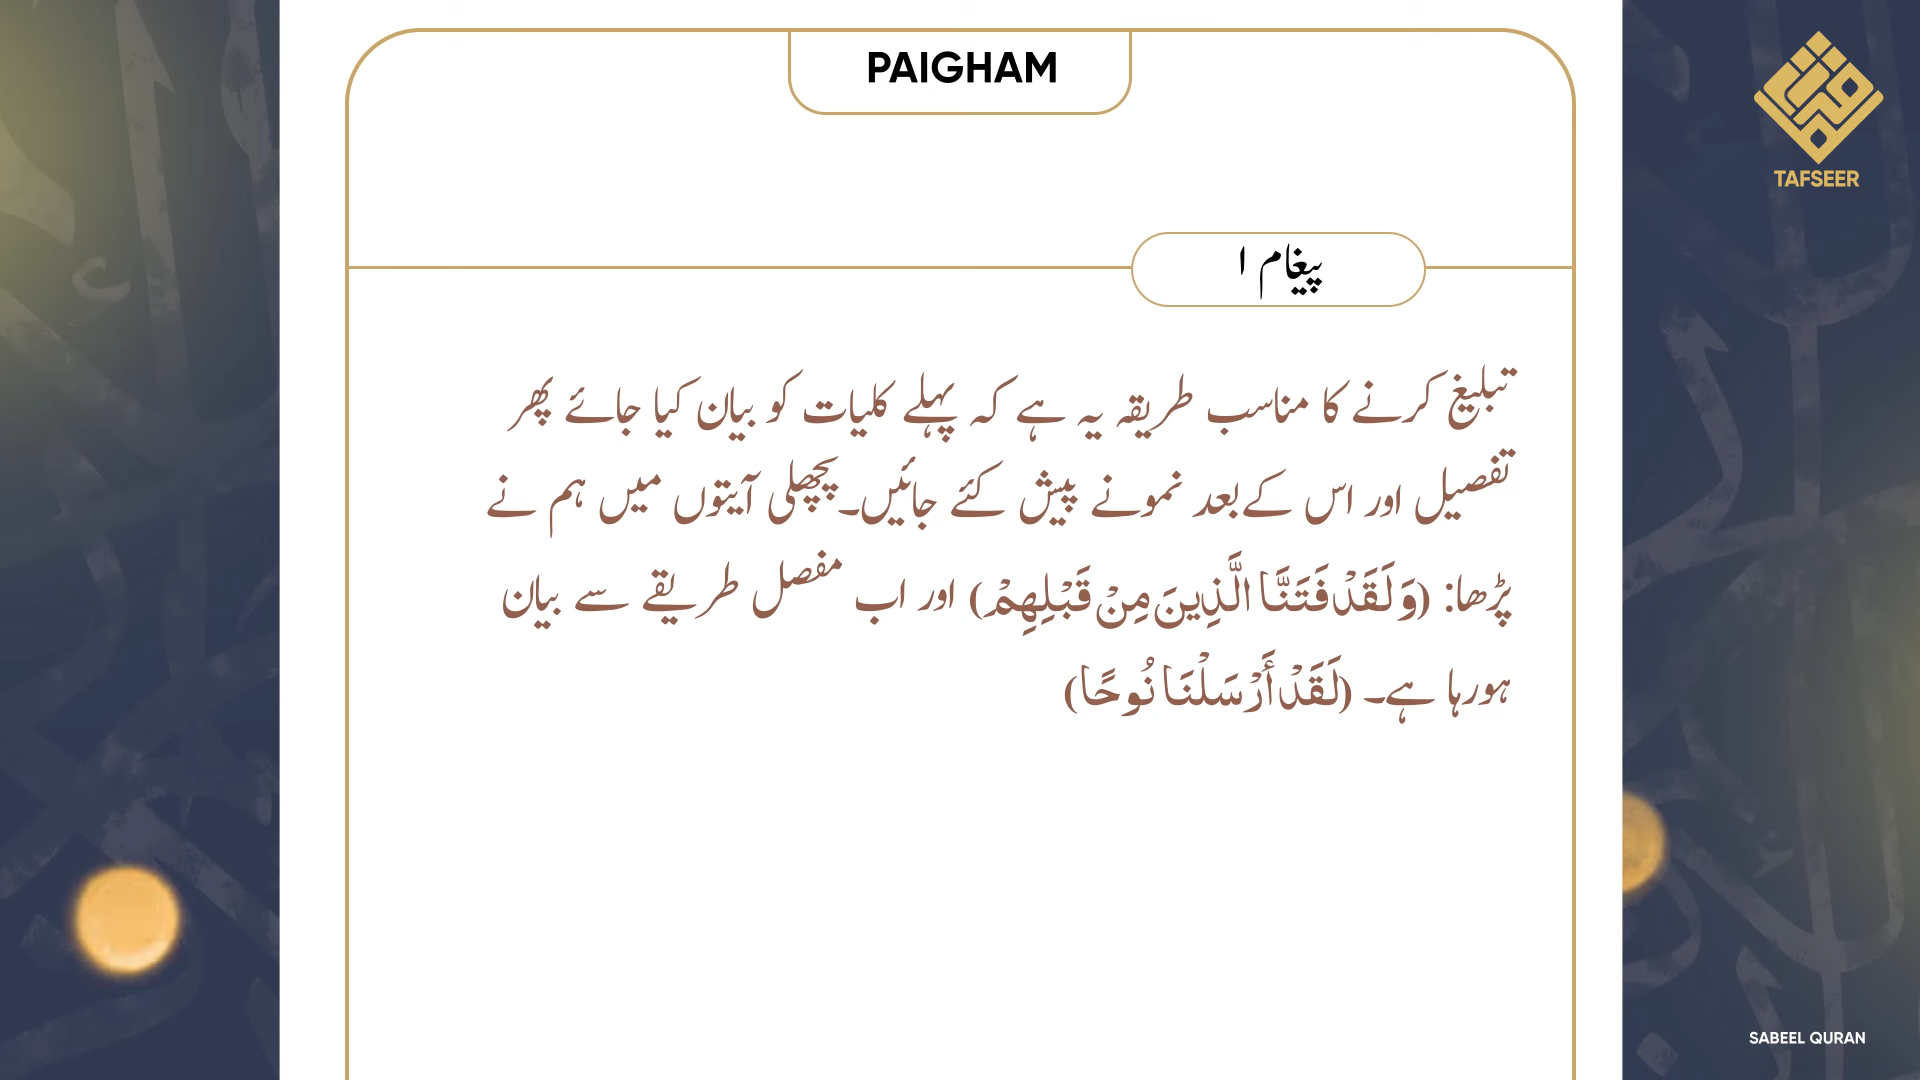 PAIGHAM
TAFSEER
پیغام ۱
تبلیغ کرنے کا مناسب طریقہ یہ ہے کہ پہلے کلیات کو بیان کیا جائے پھر
تفصیل اور اس کے بعد نمونے پیش کئے جائیں۔ پچھلی آیتوں میں ہم نے
پڑھا: (وَلَقَدْ فَتَنَّا الَّذِينَ مِنْ قَبْلِهِمْ) اور اب مفصل طریقے سے بیان
ہورہا ہے۔ (لَقَدْ أَرْسَلْنَا نُوحًا)
SABEEL QURAN